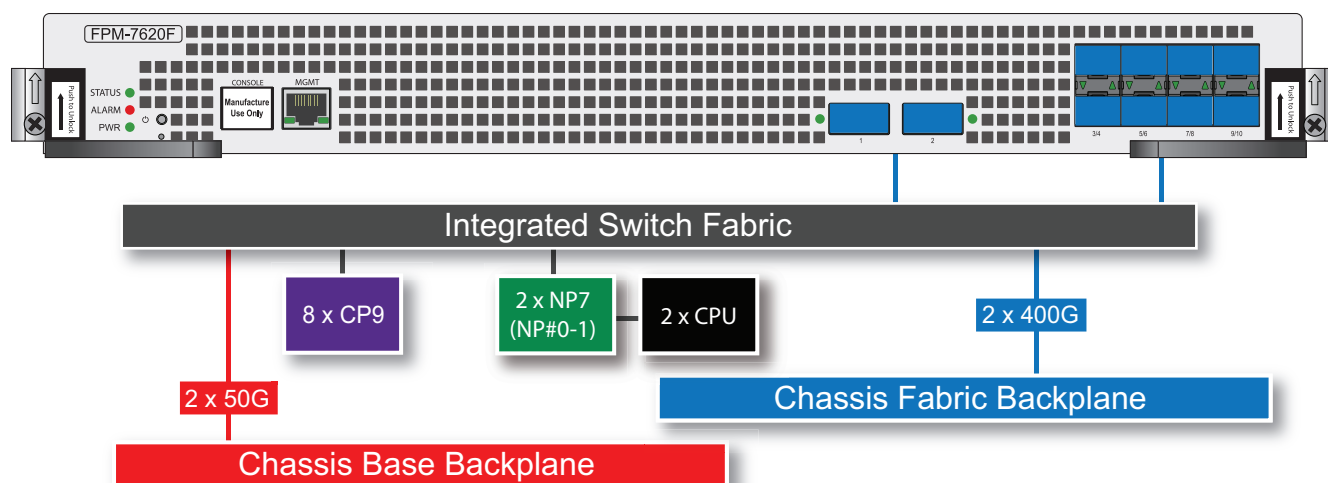 FPM-7620F
Push to Unlock
STATUS
ALARM
PWR
CONSOLE
Manufacture
Use Only
MGMT
1
2
3/4
5/6
7/8
9/10
Push to Unlock
Integrated Switch Fabric
8 x CP9
2 x NP7
(NP#0-1)
2 x CPU
2 x 400G
2 x 50G
Chassis Fabric Backplane
Chassis Base Backplane